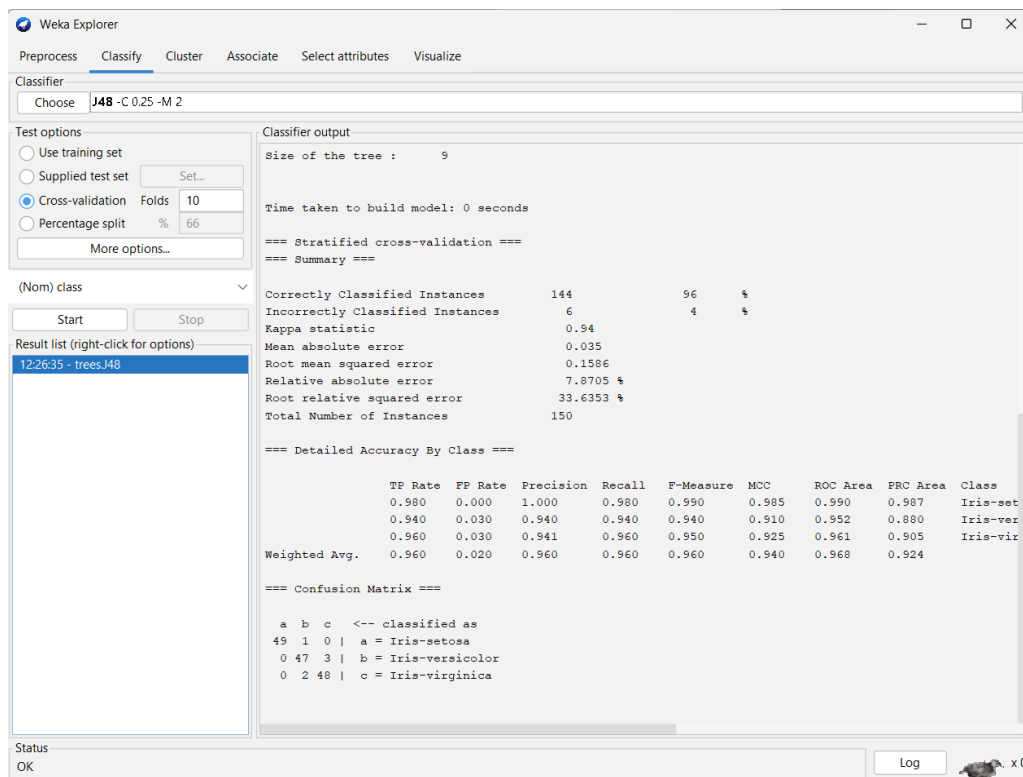 Weka Explorer
Preprocess Classify Cluster Associate Select attributes Visualize
Classifier
Choose J48 -C 0.25 -M 2
Test options
Use training set
Supplied test set Set...
Cross-validation Folds 10
Percentage split % 66
More options...
(Nom) class
Start Stop
Result list (right-click for options)
12:26:35 - trees.J48
Classifier output
Size of the tree : 9
Time taken to build model: 0 seconds
=== Stratified cross-validation ===
=== Summary ===
Correctly Classified Instances 144 96 %
Incorrectly Classified Instances 6 4 %
Kappa statistic 0.94
Mean absolute error 0.035
Root mean squared error 0.1586
Relative absolute error 7.8705 %
Root relative squared error 33.6353 %
Total Number of Instances 150
=== Detailed Accuracy By Class ===
TP Rate FP Rate Precision Recall F-Measure MCC ROC Area PRC Area Class
0.980 0.000 1.000 0.980 0.990 0.985 0.990 0.987 Iris-set
0.940 0.030 0.940 0.940 0.940 0.910 0.952 0.880 Iris-ver
0.960 0.030 0.941 0.960 0.950 0.925 0.961 0.905 Iris-vir
Weighted Avg. 0.960 0.020 0.960 0.960 0.960 0.940 0.968 0.924
=== Confusion Matrix ===
a b c <-- classified as
49 1 0 | a = Iris-setosa
0 47 3 | b = Iris-versicolor
0 2 48 | c = Iris-virginica
Status
OK
Log x 0